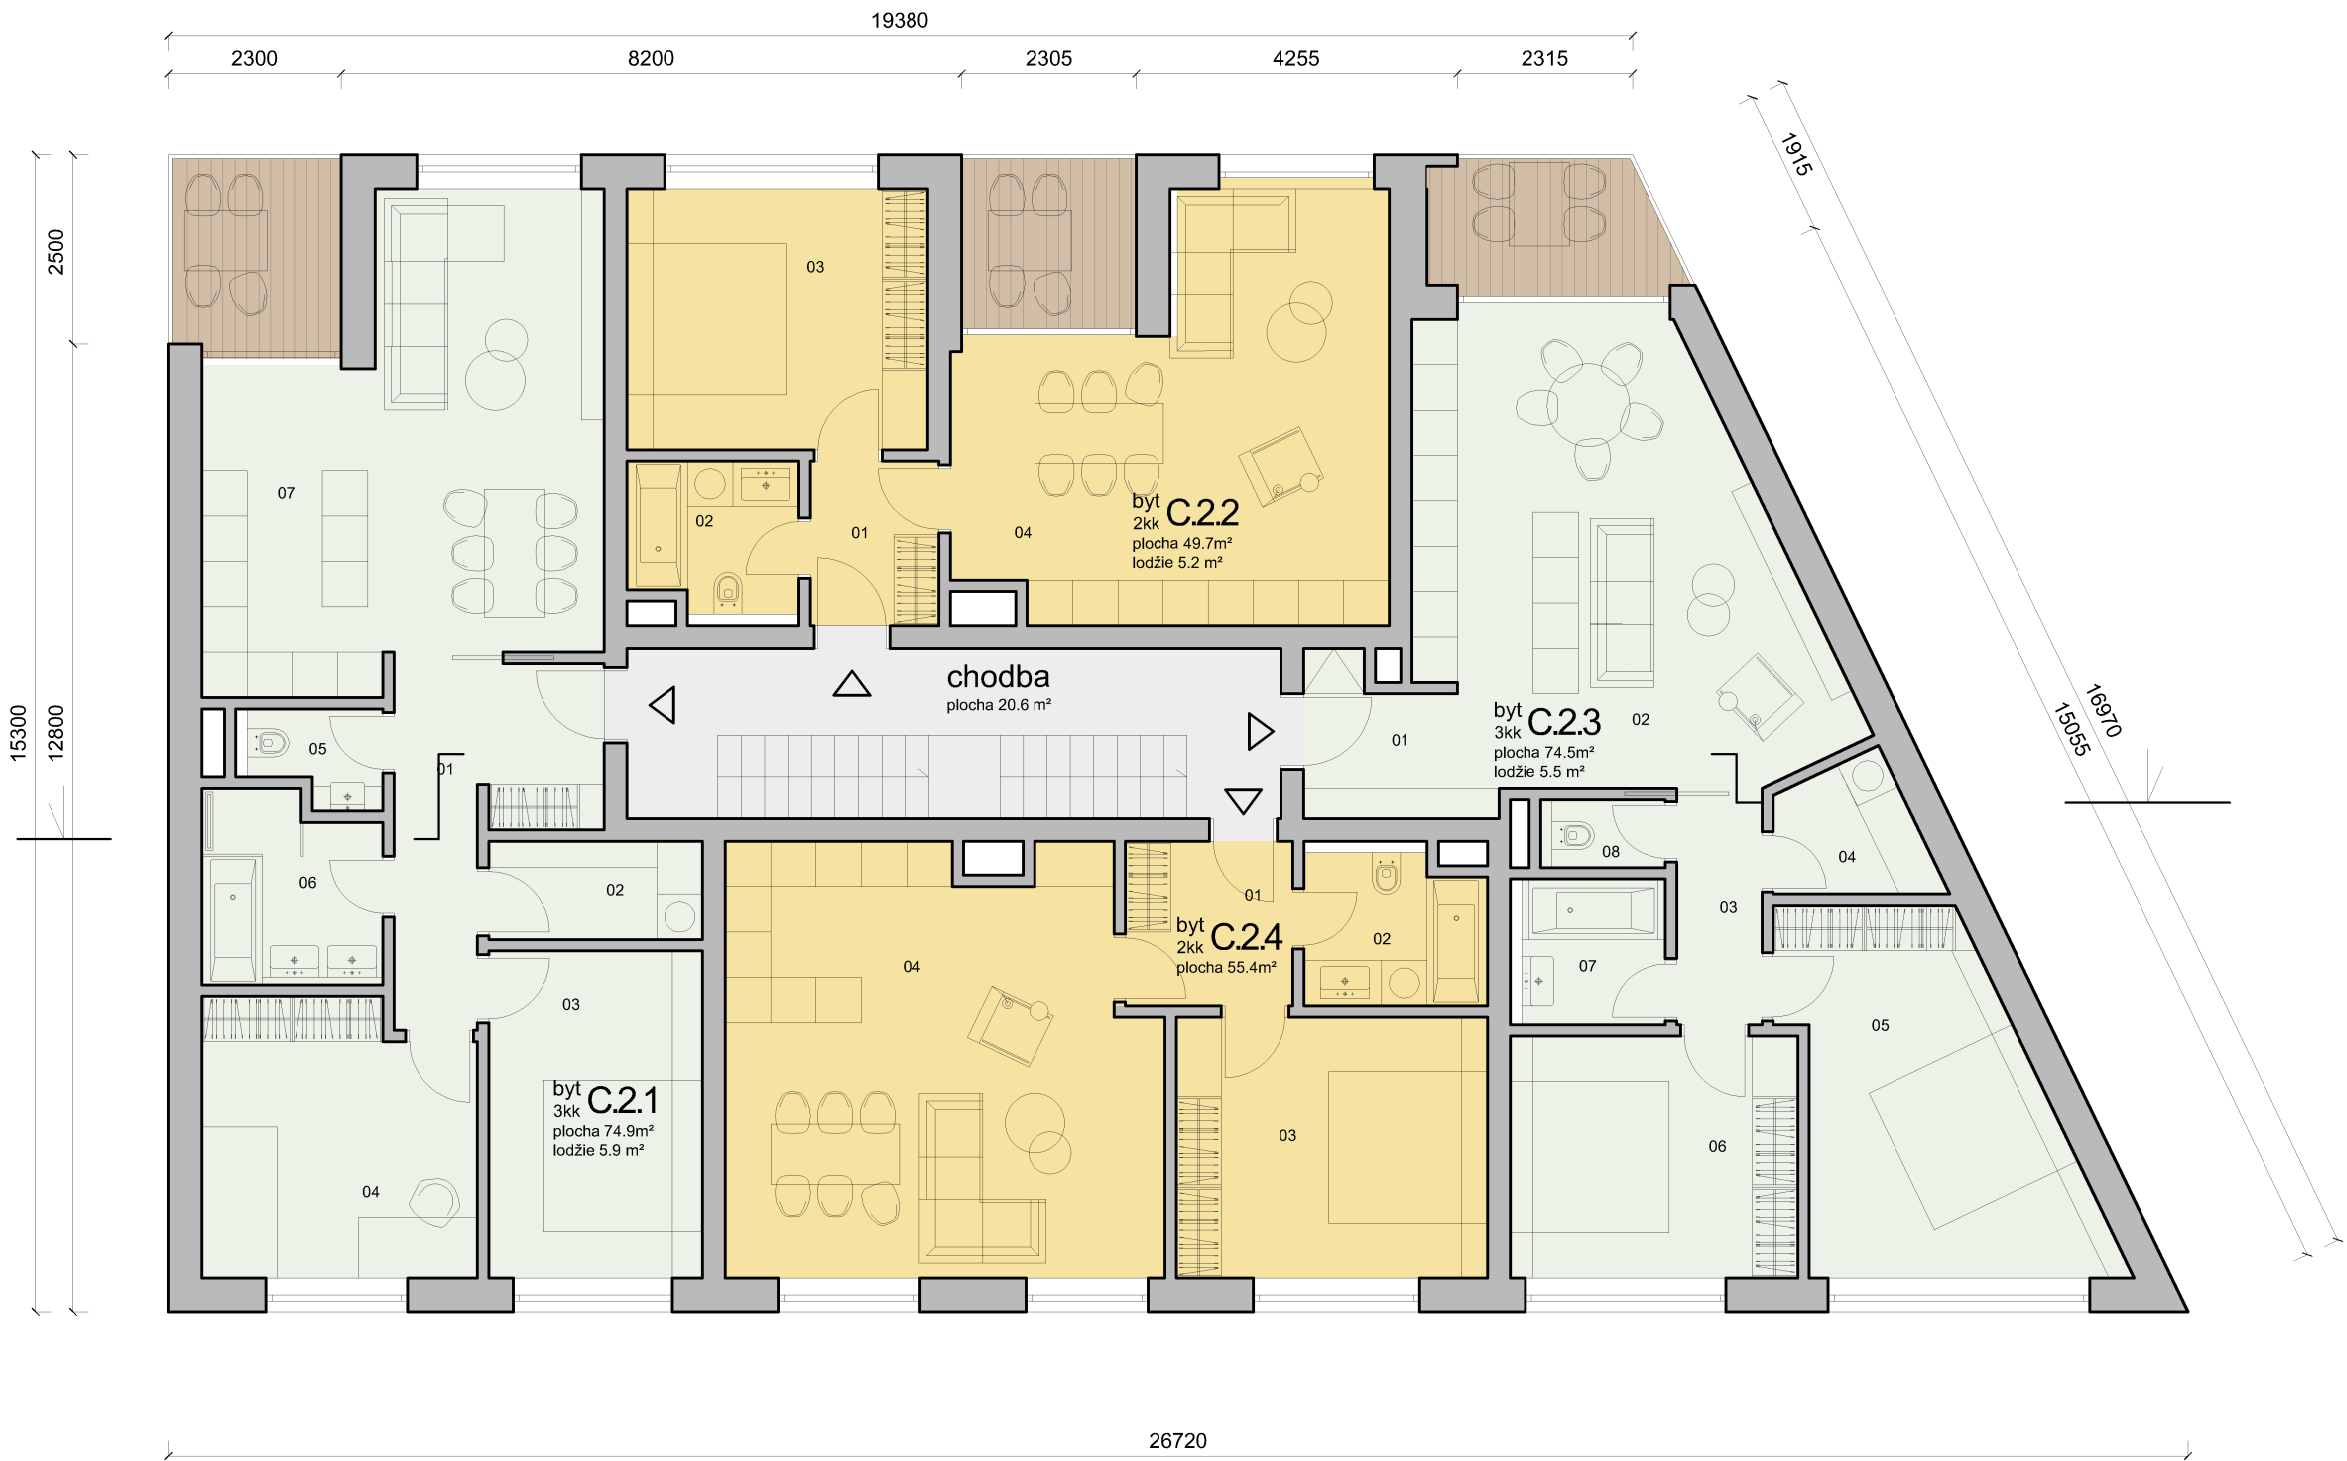 19380
2300 8200 2305 4255 2315
1915
2500
15300
12800
16970
15055
03
07
02
01
04
byt
2kk C.2.2
plocha 49.7m²
lodžie 5.2 m²
chodba
plocha 20.6 m²
byt
3kk C.2.3
plocha 74.5m²
lodžie 5.5 m²
02
01
05
01
06
02
03
04
byt
3kk C.2.1
plocha 74.9m²
lodžie 5.9 m²
04
01
byt
2kk C.2.4
plocha 55.4m²
02
03
08
04
03
07
05
06
26720